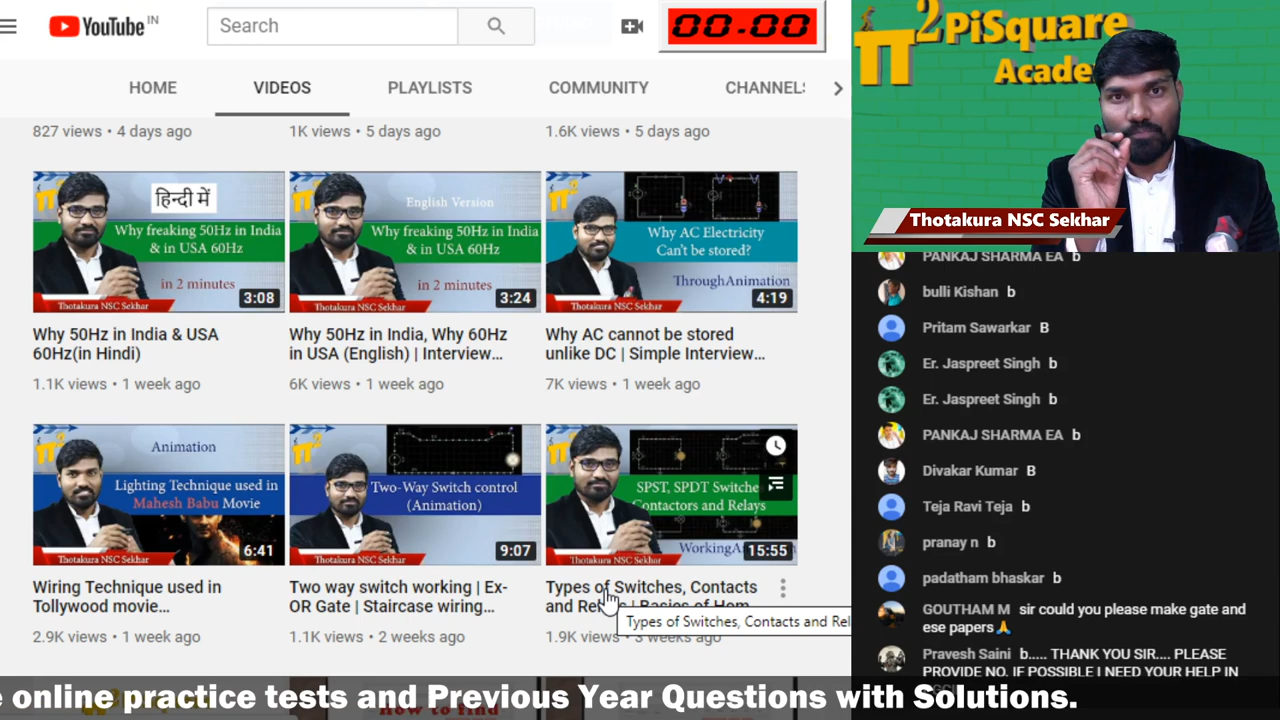 YouTube IN
Search
00:00
HOME
VIDEOS
PLAYLISTS
COMMUNITY
CHANNELS
827 views • 4 days ago
1K views • 5 days ago
1.6K views • 5 days ago
हिन्दी में
Why freaking 50Hz in India
& in USA 60Hz
in 2 minutes
Thotakura NSC Sekhar
3:08
English Version
Why freaking 50Hz in India
& in USA 60Hz
in 2 minutes
Thotakura NSC Sekhar
3:24
Why AC Electricity
Can't be stored?
ThroughAnimation
Thotakura NSC Sekhar
4:19
Why 50Hz in India & USA
60Hz(in Hindi)
1.1K views • 1 week ago
Why 50Hz in India, Why 60Hz
in USA (English) | Interview...
6K views • 1 week ago
Why AC cannot be stored
unlike DC | Simple Interview...
7K views • 1 week ago
Animation
Lighting Technique used in
Mahesh Babu Movie
Thotakura NSC Sekhar
6:41
Two-Way Switch control
(Animation)
Thotakura NSC Sekhar
9:07
SPST, SPDT Switche
Contactors and Relays
Thotakura NSC Sekhar
15:55
Wiring Technique used in
Tollywood movie...
2.9K views • 1 week ago
Two way switch working | Ex-
OR Gate | Staircase wiring...
1.1K views • 2 weeks ago
Types of Switches, Contacts
Types of Switches, Contacts and Rel
1.9K views • 3 weeks ago
π2 PiSquare
Acade
Thotakura NSC Sekhar
PANKAJ SHARMA EA b
bulli Kishan b
Pritam Sawarkar B
Er. Jaspreet Singh b
Er. Jaspreet Singh b
PANKAJ SHARMA EA b
Divakar Kumar B
Teja Ravi Teja b
pranay n b
padatham bhaskar b
GOUTHAM M sir could you please make gate and
ese papers🙏
Pravesh Saini b..... THANK YOU SIR.... PLEASE
PROVIDE NO. IF POSSIBLE I NEED YOUR HELP IN
e online practice tests and Previous Year Questions with Solutions.